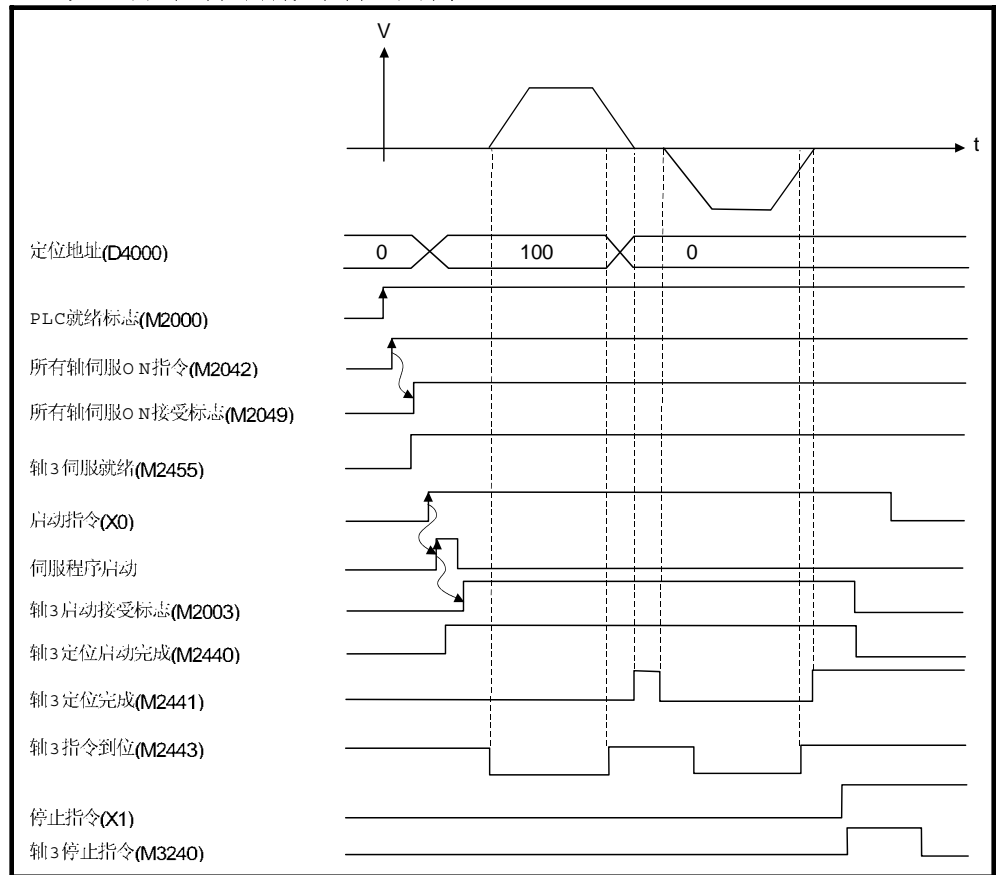 V
t
定位地址(D4000)
0 100 0
PLC就绪标志(M2000)
所有轴伺服ON指令(M2042)
所有轴伺服ON接受标志(M2049)
轴3伺服就绪(M2455)
启动指令(X0)
伺服程序启动
轴3启动接受标志(M2003)
轴3定位启动完成(M2440)
轴3定位完成(M2441)
轴3指令到位(M2443)
停止指令(X1)
轴3停止指令(M3240)